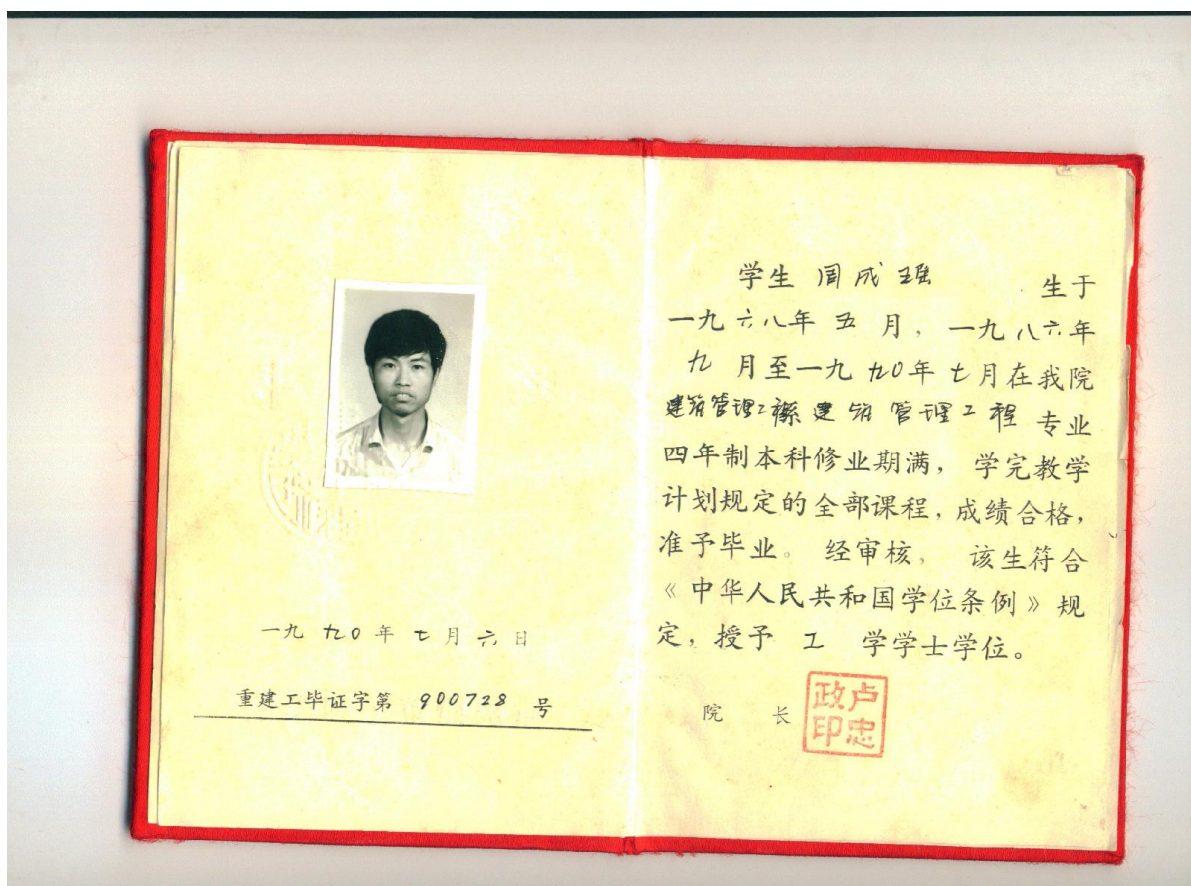 一九九〇年七月六日
重建工毕证字第 900728 号
学生 周成 生于
一九六八年 五 月，一九八六年
九 月至一九九〇年七月在我院
建筑管理工程系建筑管理工程专业
四年制本科修业期满，学完教学
计划规定的全部课程，成绩合格，
准予毕业。经审核，该生符合
《中华人民共和国学位条例》规
定，授予 工 学学士学位。
院 长
卢忠政印